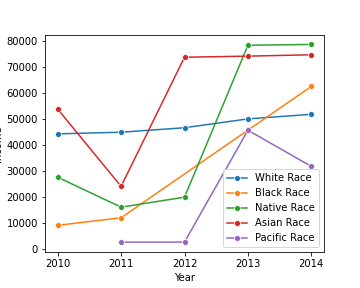 80000
70000
60000
50000
40000
30000
20000
10000
0
2010 2011 2012 2013 2014
Year
White Race
Black Race
Native Race
Asian Race
Pacific Race